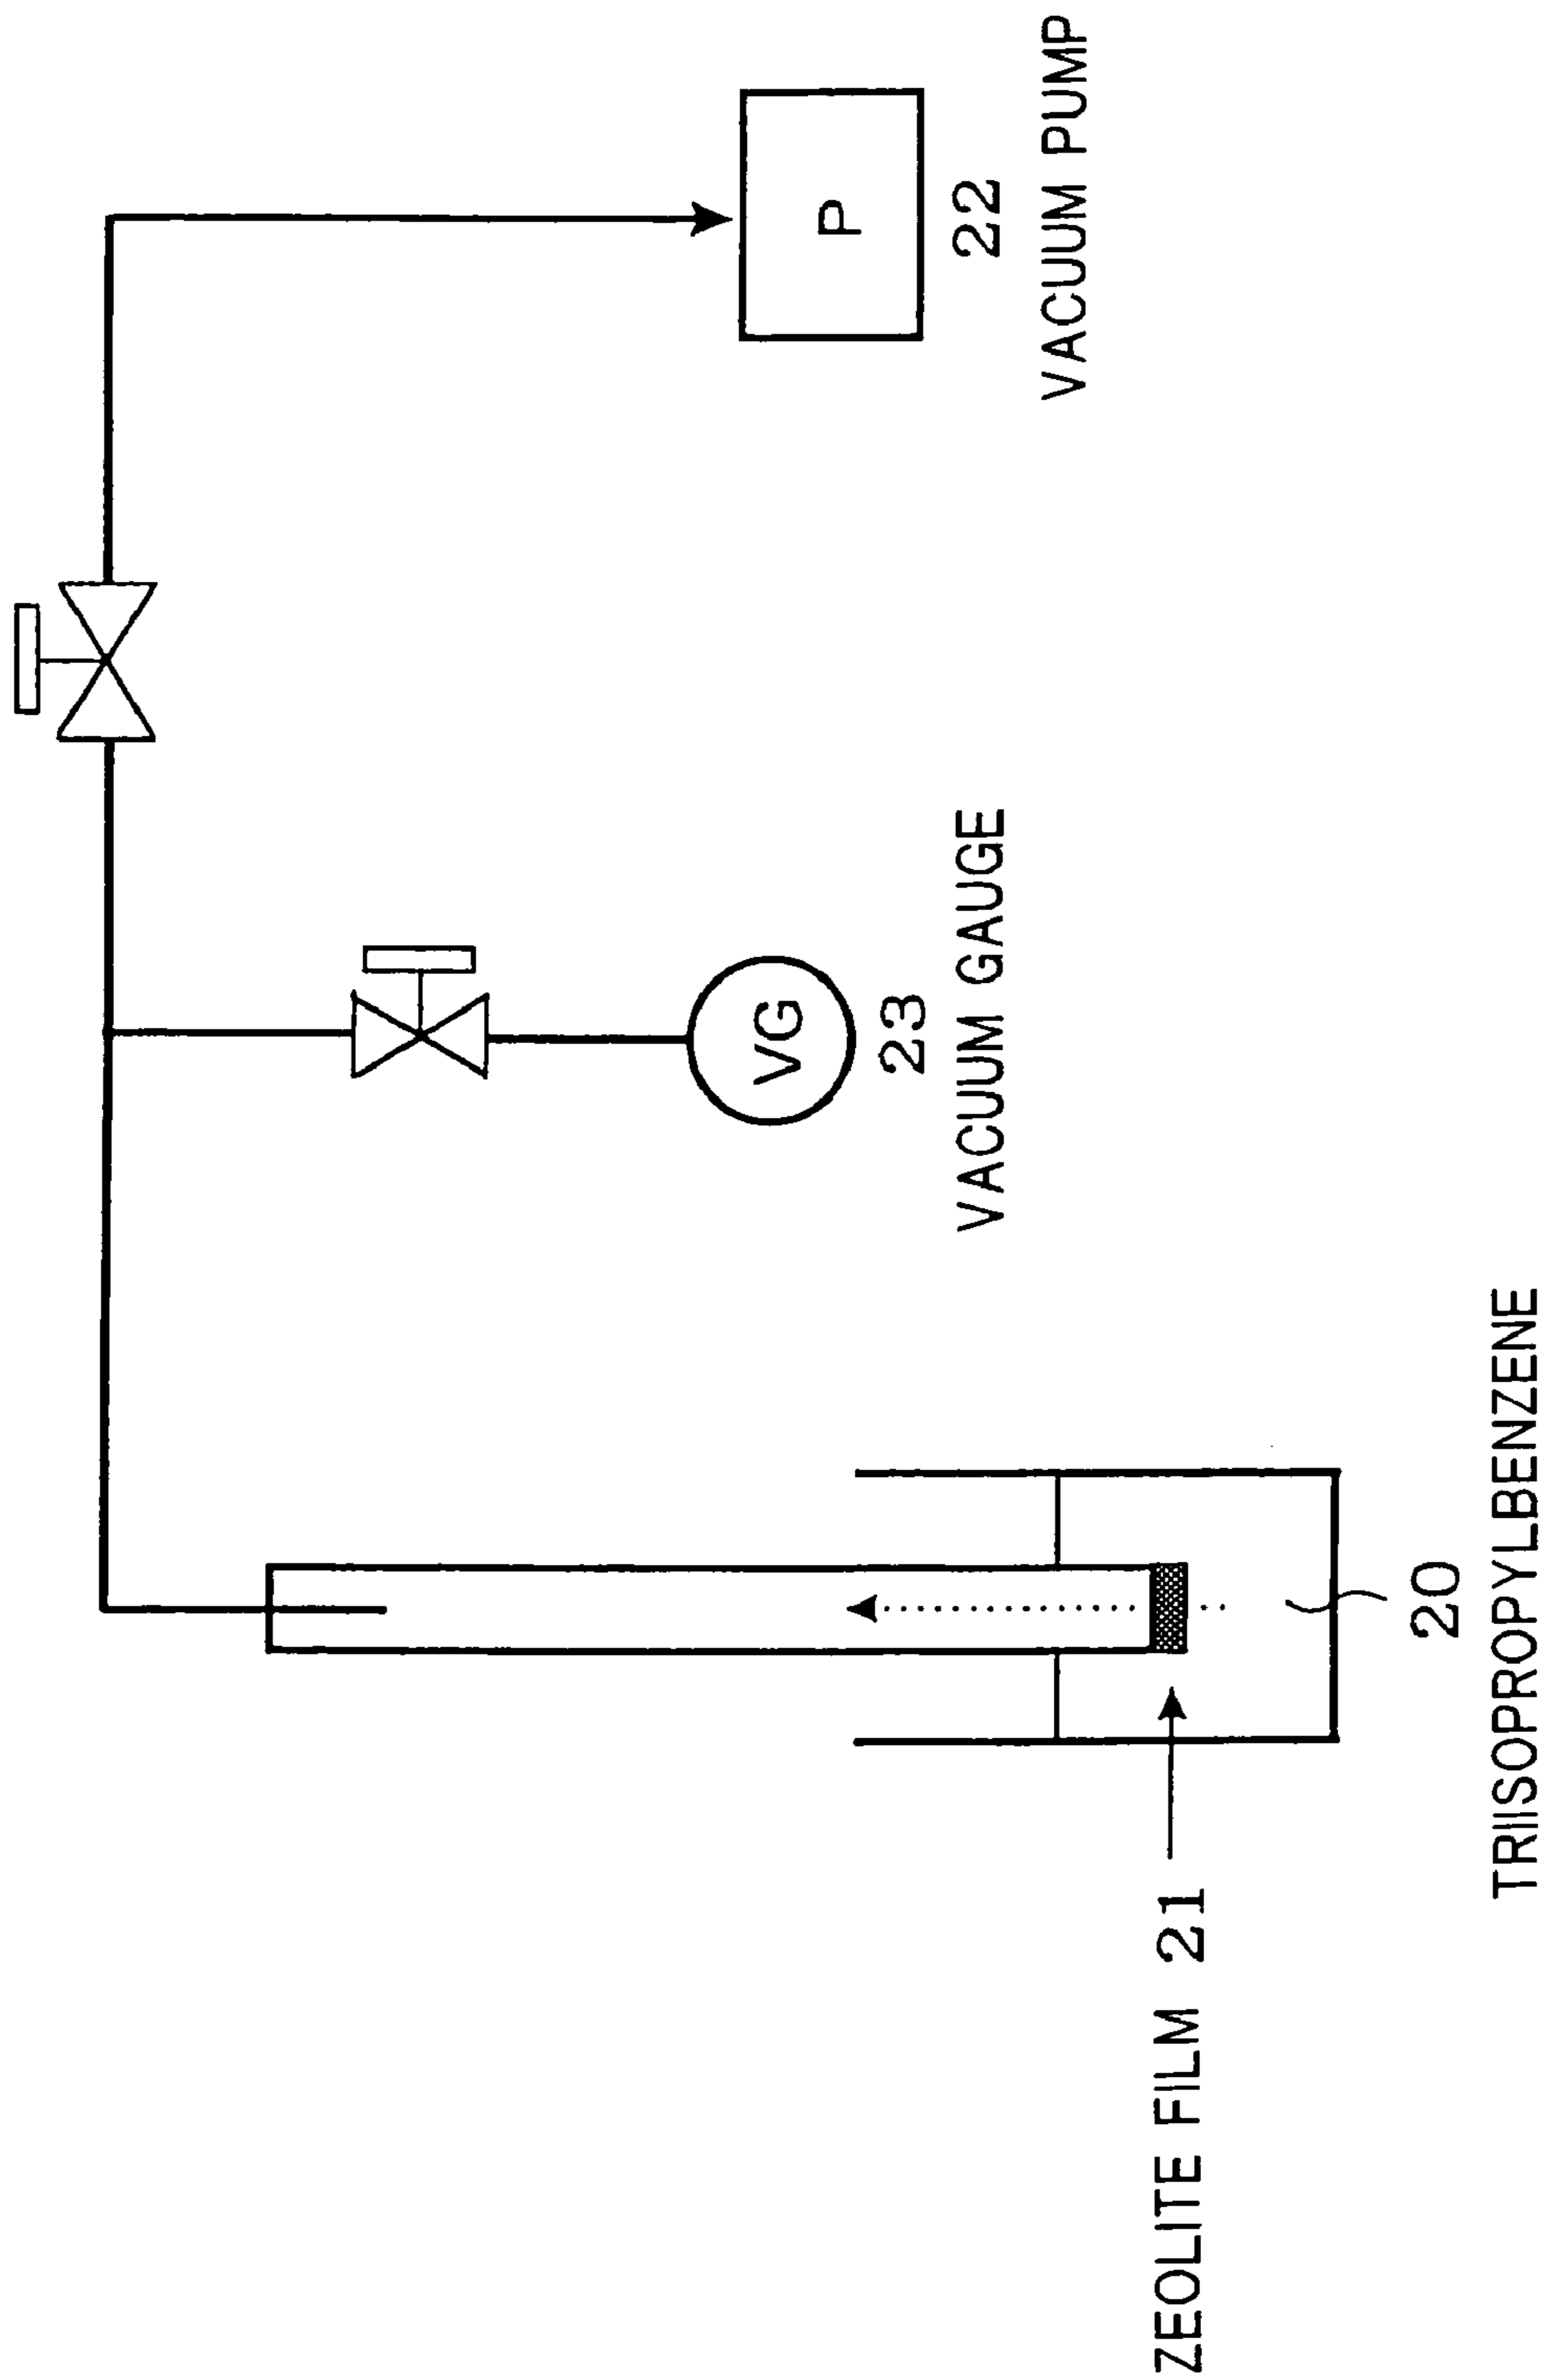 ZEOLITE FILM 21
20
TRIISOPROPYLBENZENE
VG
23
VACUUM GAUGE
P
22
VACUUM PUMP